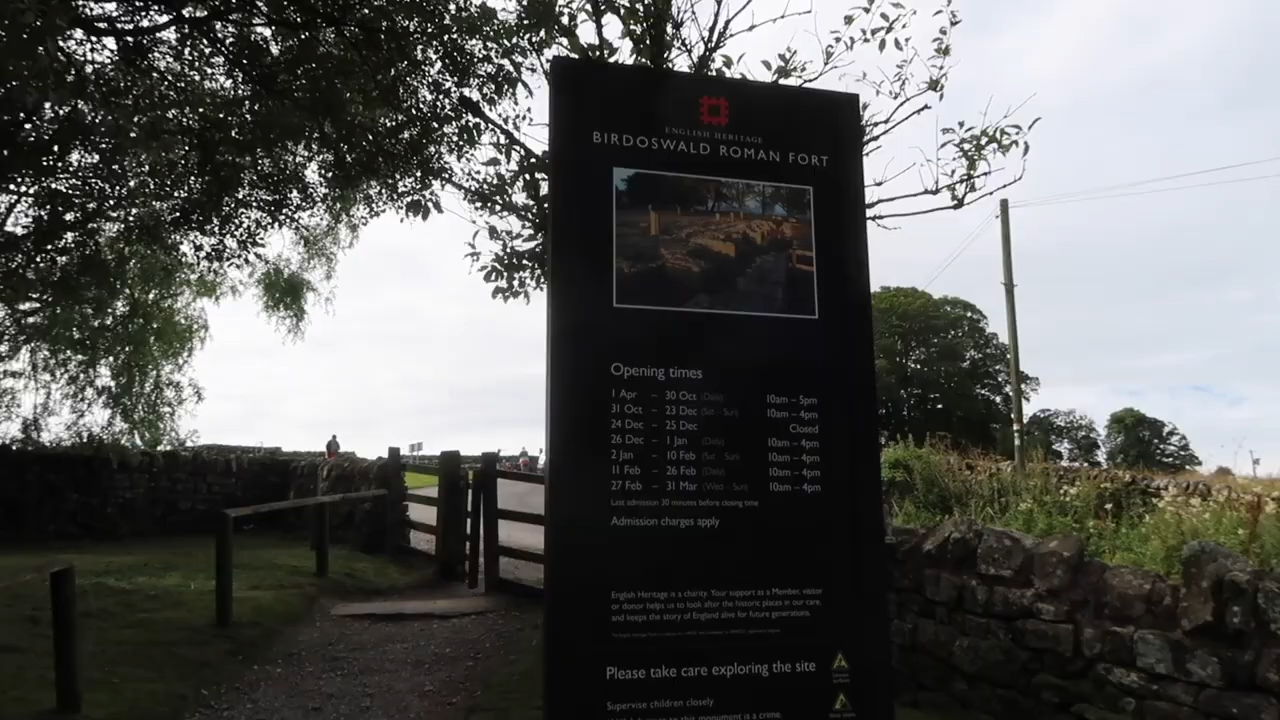 ENGLISH HERITAGE
BIRDOSWALD ROMAN FORT
Opening times
1 Apr – 30 Oct (Daily) 10am – 5pm
31 Oct – 23 Dec (Sat - Sun) 10am – 4pm
24 Dec – 25 Dec Closed
26 Dec – 1 Jan (Daily) 10am – 4pm
2 Jan – 10 Feb (Sat - Sun) 10am – 4pm
11 Feb – 26 Feb (Daily) 10am – 4pm
27 Feb – 31 Mar (Wed - Sun) 10am – 4pm
Last admission 30 minutes before closing time
Admission charges apply
English Heritage is a charity. Your support as a Member, visitor
or donor helps us to look after the historic places in our care,
and keeps the story of England alive for future generations.
Please take care exploring the site
Supervise children closely
to this monument is a crime.